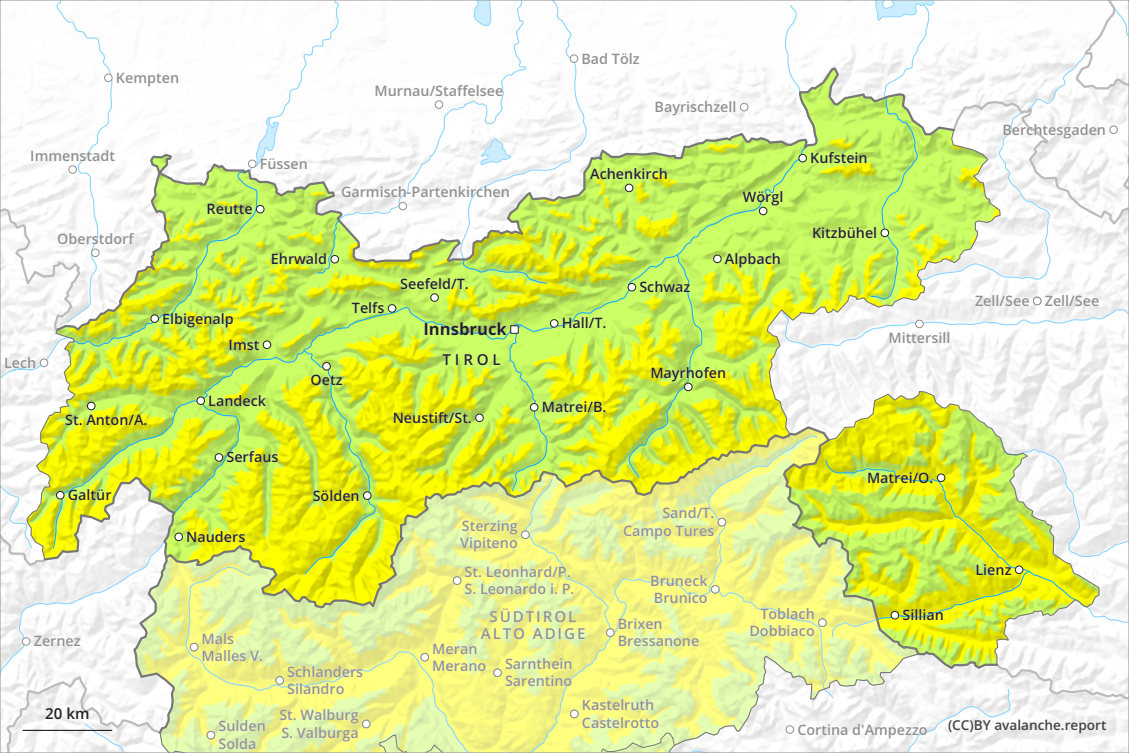 Kempten
Bad Tölz
Murnau/Staffelsee
Bayrischzell
Berchtesgaden
Immenstadt
Füssen
Kufstein
Achenkirch
Garmisch-Partenkirchen
Wörgl
Reutte
Oberstdorf
Kitzbühel
Ehrwald
Alpbach
Seefeld/T.
Schwaz
Zell/See
Zell/See
Telfs
Elbigenalp
Innsbruck
Hall/T.
Mittersill
Imst
TIROL
Lech
Oetz
Mayrhofen
Landeck
Matrei/B.
St. Anton/A.
Neustift/St.
Serfaus
Matrei/O.
Galtür
Sölden
Sand/T.
Campo Tures
Sterzing
Vipiteno
Nauders
Lienz
St. Leonhard/P.
S. Leonardo i. P.
Bruneck
Brunico
SÜDTIROL
ALTO ADIGE
Toblach
Dobbiaco
Sillian
Brixen
Bressanone
Zernez
Mals
Malles V.
Meran
Merano
Sarnthein
Sarentino
Schlanders
Silandro
Kastelruth
Castelrotto
St. Walburg
S. Valburga
Sulden
Solda
Cortina d'Ampezzo
20 km
(CC)BY avalanche.report